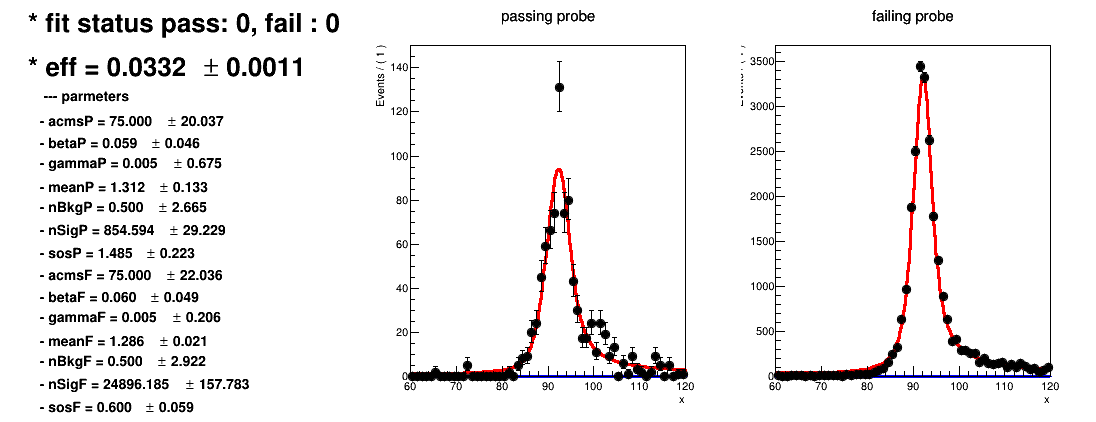 * fit status pass: 0, fail : 0
* eff = 0.0332 ± 0.0011
--- parmeters
- acmsP = 75.000 ± 20.037
- betaP = 0.059 ± 0.046
- gammaP = 0.005 ± 0.675
- meanP = 1.312 ± 0.133
- nBkgP = 0.500 ± 2.665
- nSigP = 854.594 ± 29.229
- sosP = 1.485 ± 0.223
- acmsF = 75.000 ± 22.036
- betaF = 0.060 ± 0.049
- gammaF = 0.005 ± 0.206
- meanF = 1.286 ± 0.021
- nBkgF = 0.500 ± 2.922
- nSigF = 24896.185 ± 157.783
- sosF = 0.600 ± 0.059
passing probe
Events / ( 1 )
140
120
100
80
60
40
20
0
60 70 80 90 100 110 120
x
failing probe
3500
3000
2500
2000
1500
1000
500
0
60 70 80 90 100 110 120
x